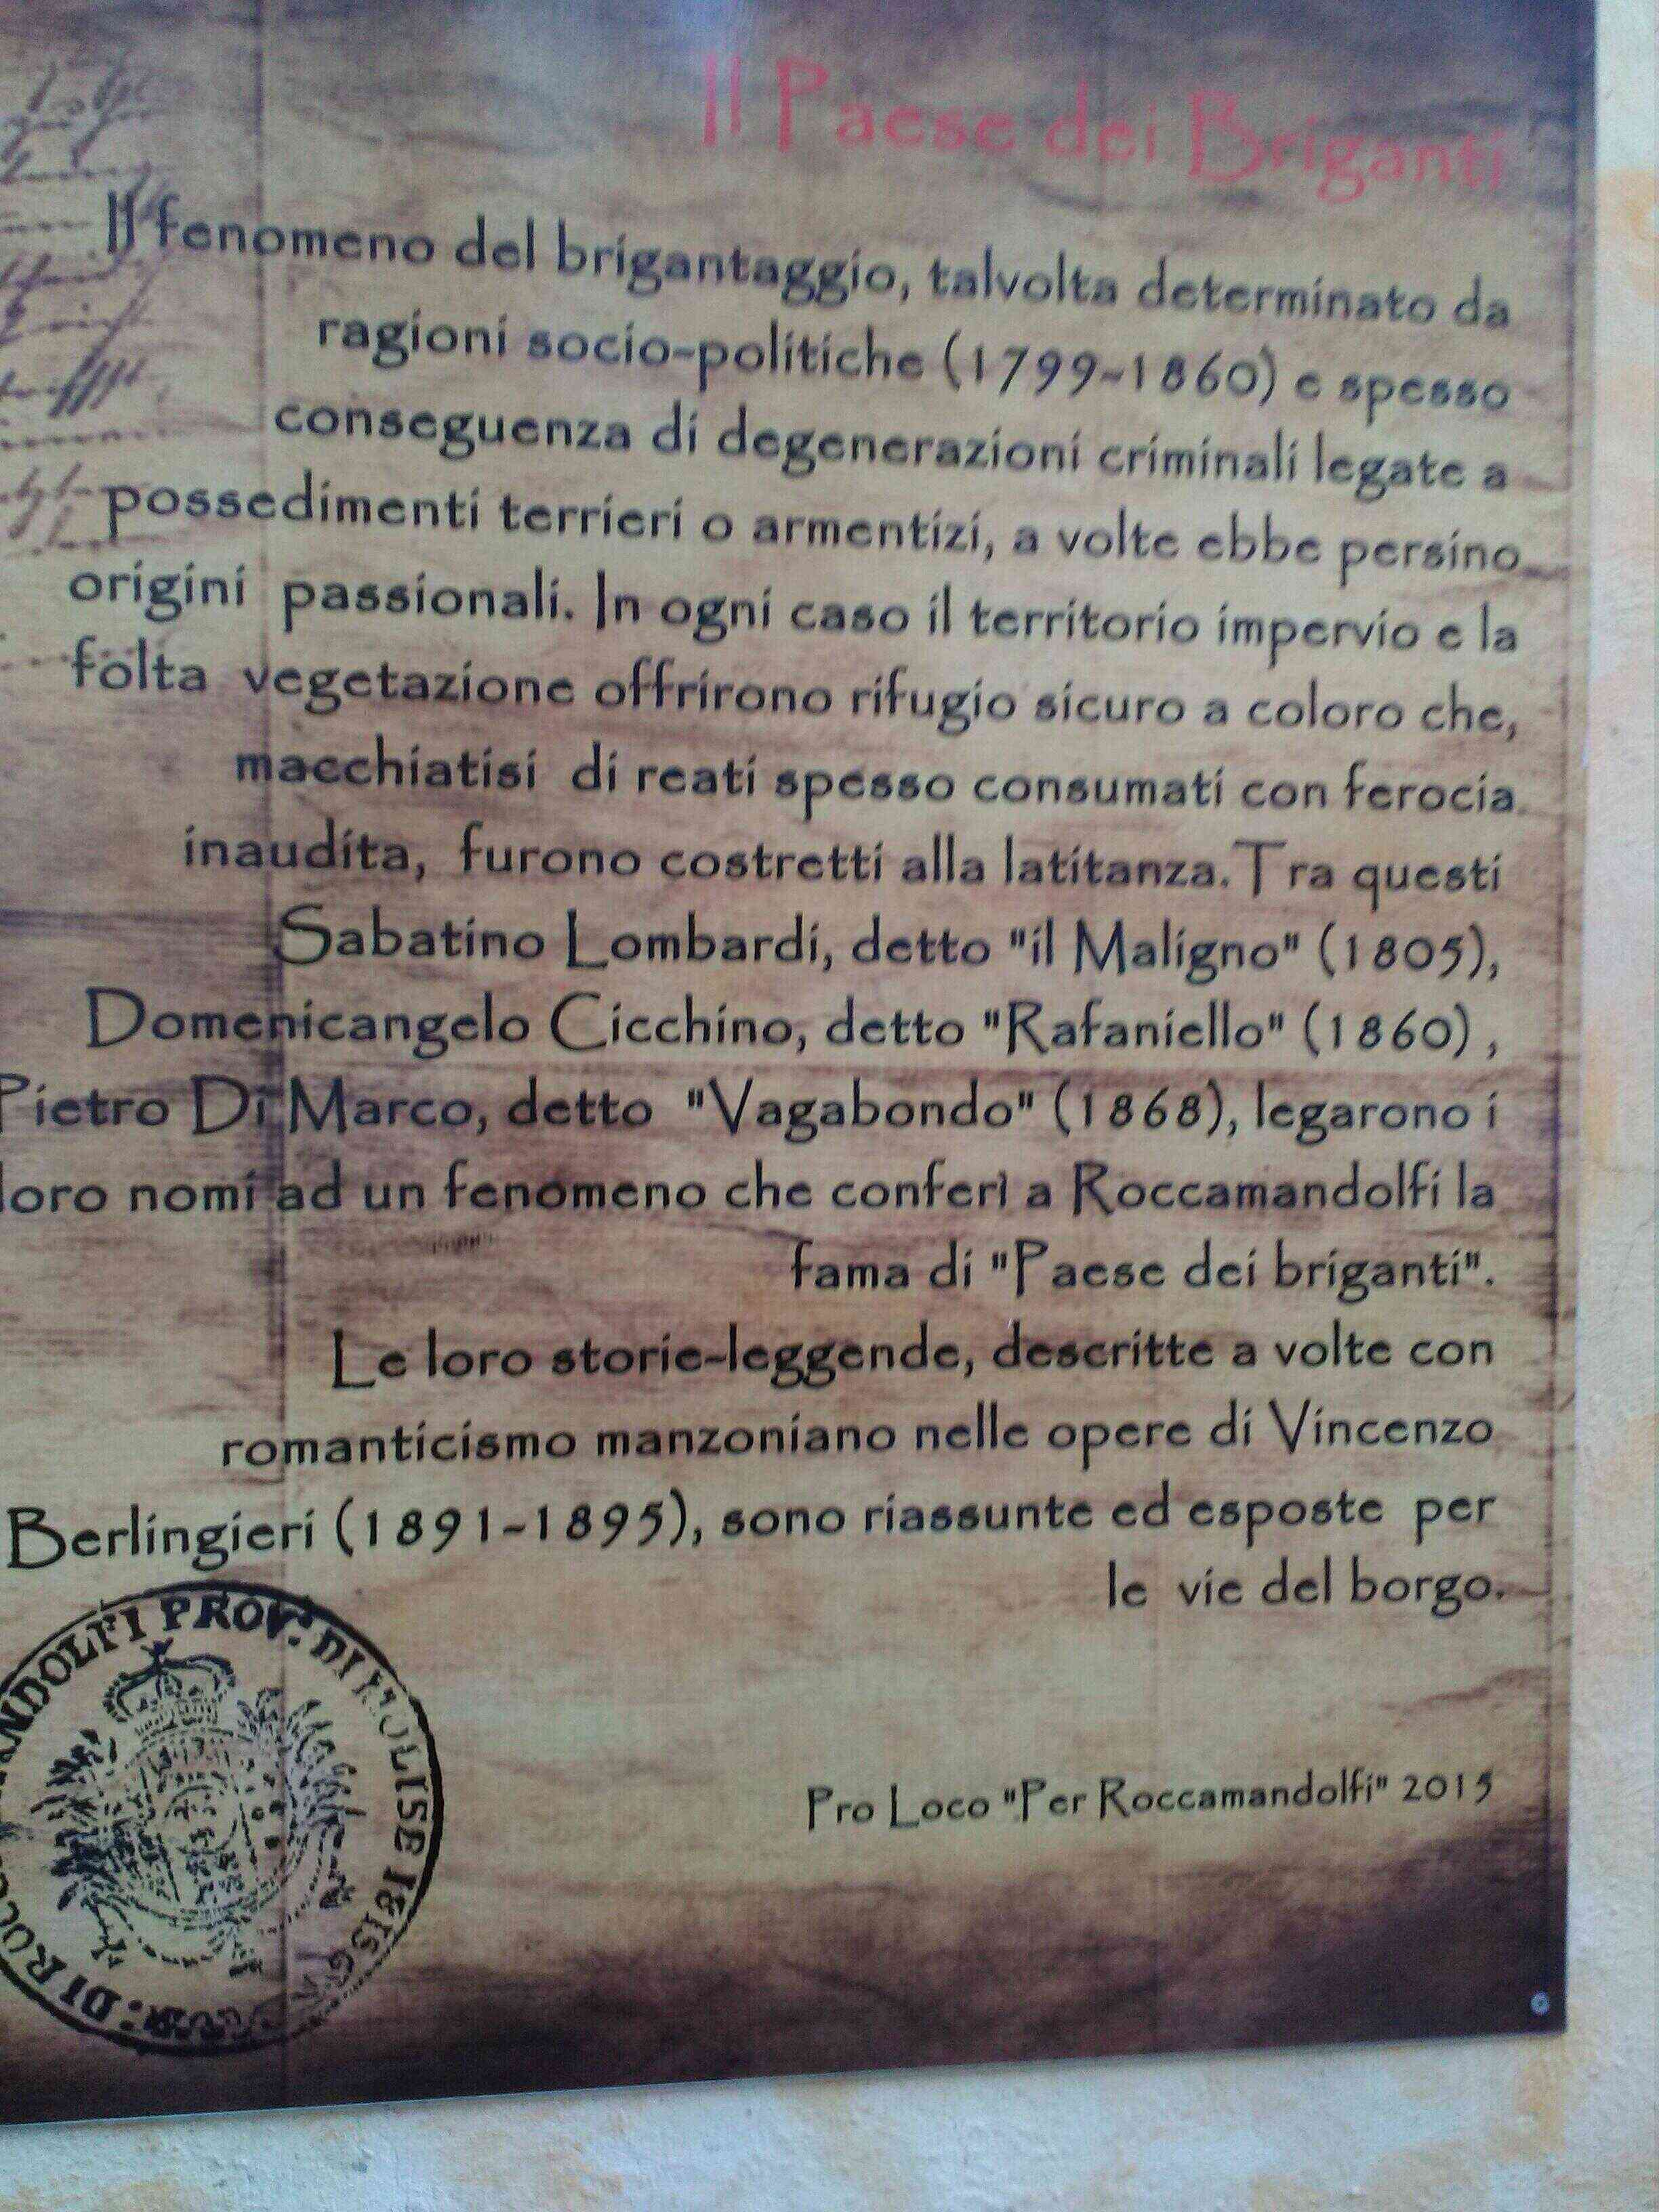 Il Paese dei Briganti
Il fenomeno del brigantaggio, talvolta determinato da
ragioni socio-politiche (1799-1860) e spesso
conseguenza di degenerazioni criminali legate a
possedimenti terrieri o armentizi, a volte ebbe persino
origini passionali. In ogni caso il territorio impervio e la
folta vegetazione offrirono rifugio sicuro a coloro che,
macchiatisi di reati spesso consumati con ferocia
inaudita, furono costretti alla latitanza. Tra questi
Sabatino Lombardi, detto "il Maligno" (1805),
Domenicangelo Cicchino, detto "Rafaniello" (1860) ,
Pietro Di Marco, detto "Vagabondo" (1868), legarono i
loro nomi ad un fenomeno che conferì a Roccamandolfi la
fama di "Paese dei briganti".
Le loro storie-leggende, descritte a volte con
romanticismo manzoniano nelle opere di Vincenzo
Berlingieri (1891-1895), sono riassunte ed esposte per
le vie del borgo.
PROV. DI MOLISE
Pro Loco "Per Roccamandolfi" 2015